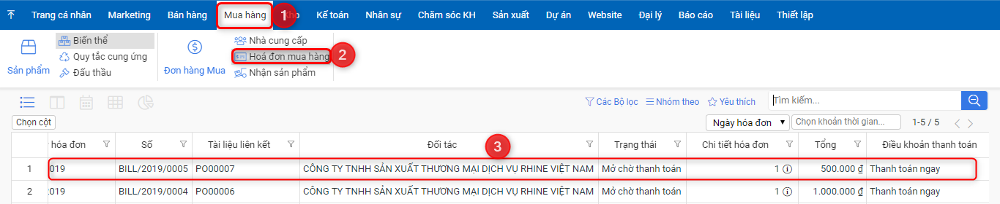 Trang cá nhân Marketing Bán hàng Mua hàng 1 Kho Kế toán Nhân sự Chăm sóc KH Sản xuất Dự án Website Đại lý Báo cáo Tài liệu Thiết lập
Biến thể Nhà cung cấp
Quy tắc cung ứng Hoá đơn mua hàng 2
Sản phẩm Đấu thầu Đơn hàng Mua Nhận sản phẩm
Các Bộ lọc Nhóm theo Yêu thích Tìm kiếm...
Chọn cột Ngày hóa đơn Chọn khoản thời gian... 1-5 / 5
hóa đơn Số Tài liệu liên kết Đối tác 3 Trạng thái Chi tiết hóa đơn Tổng Điều khoản thanh toán
1 2019 BILL/2019/0005 PO00007 CÔNG TY TNHH SẢN XUẤT THƯƠNG MẠI DỊCH VỤ RHINE VIỆT NAM Mở chờ thanh toán 1 500.000 ₫ Thanh toán ngay
2 2019 BILL/2019/0004 PO00006 CÔNG TY TNHH SẢN XUẤT THƯƠNG MẠI DỊCH VỤ RHINE VIỆT NAM Mở chờ thanh toán 1 1.000.000 ₫ Thanh toán ngay